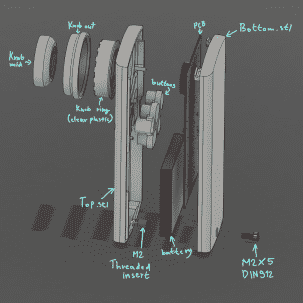 Knob out
PCB
Bottom.stl
Knob
mid
buttons
Knob ring
(clear plastic)
Top.stl
M2
Threaded
insert
battery
M2X5
DIN912